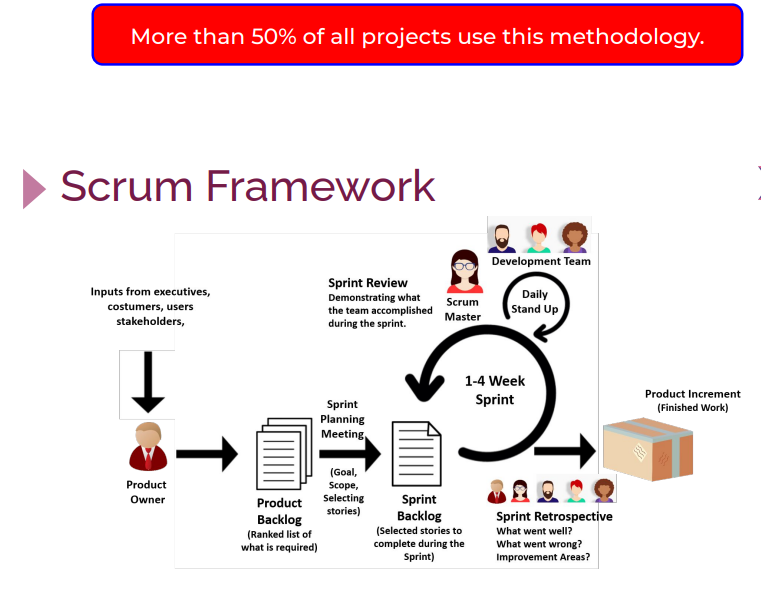 More than 50% of all projects use this methodology.
Scrum Framework
Development Team
Sprint Review
Demonstrating what
the team accomplished
during the sprint.
Scrum
Master
Daily
Stand Up
Inputs from executives,
costumers, users
stakeholders,
1-4 Week
Sprint
Product Increment
(Finished Work)
Sprint
Planning
Meeting
(Goal,
Scope,
Selecting
stories)
Product
Owner
Product
Backlog
(Ranked list of
what is required)
Sprint
Backlog
(Selected stories to
complete during the
Sprint)
Sprint Retrospective
What went well?
What went wrong?
Improvement Areas?